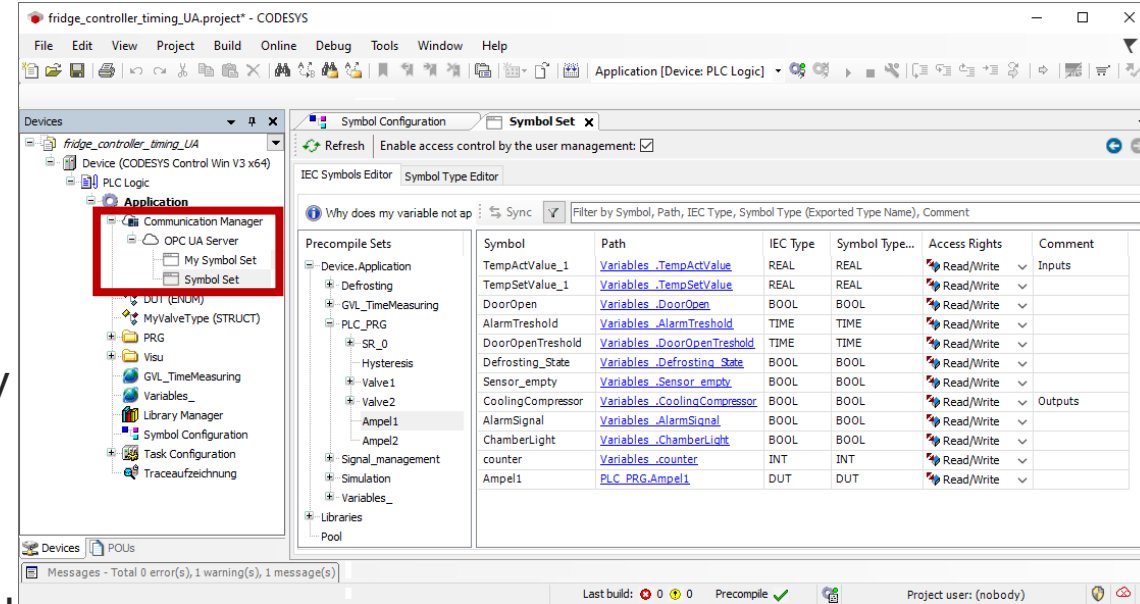 fridge_controller_timing_UA.project* - CODESYS
File Edit View Project Build Online Debug Tools Window Help
Application [Device: PLC Logic]
Devices
fridge_controller_timing_UA
Device (CODESYS Control Win V3 x64)
PLC Logic
Application
Communication Manager
OPC UA Server
My Symbol Set
Symbol Set
DUT (ENUM)
MyValveType (STRUCT)
PRG
Visu
GVL_TimeMeasuring
Variables_
Library Manager
Symbol Configuration
Task Configuration
Traceaufzeichnung
Devices POUs
Symbol Configuration Symbol Set
Refresh Enable access control by the user management:
IEC Symbols Editor Symbol Type Editor
Why does my variable not ap Sync Filter by Symbol, Path, IEC Type, Symbol Type (Exported Type Name), Comment
Precompile Sets
Device.Application
Defrosting
GVL_TimeMeasuring
PLC_PRG
SR_0
Hysteresis
Valve1
Valve2
Ampel1
Ampel2
Signal_management
Simulation
Variables_
Libraries
Pool
Symbol Path IEC Type Symbol Type... Access Rights Comment
TempActValue_1 Variables_.TempActValue REAL REAL Read/Write Inputs
TempSetValue_1 Variables_.TempSetValue REAL REAL Read/Write
DoorOpen Variables_.DoorOpen BOOL BOOL Read/Write
AlarmTreshold Variables_.AlarmTreshold TIME TIME Read/Write
DoorOpenTreshold Variables_.DoorOpenTreshold TIME TIME Read/Write
Defrosting_State Variables_.Defrosting_State BOOL BOOL Read/Write
Sensor_empty Variables_.Sensor_empty BOOL BOOL Read/Write
CoolingCompressor Variables_.CoolingCompressor BOOL BOOL Read/Write Outputs
AlarmSignal Variables_.AlarmSignal BOOL BOOL Read/Write
ChamberLight Variables_.ChamberLight BOOL BOOL Read/Write
counter Variables_.counter INT INT Read/Write
Ampel1 PLC_PRG.Ampel1 DUT DUT Read/Write
Messages - Total 0 error(s), 1 warning(s), 1 message(s)
Last build: 0 0 Precompile Project user: (nobody)